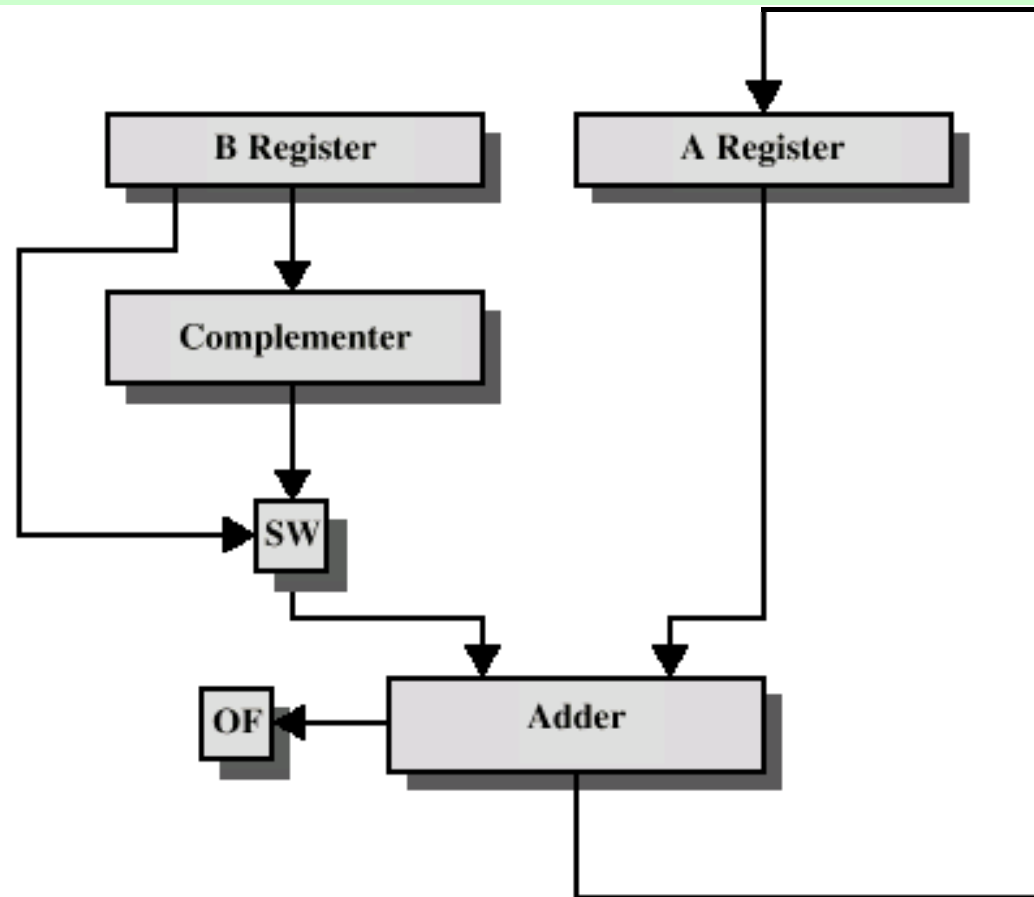 B Register
A Register
Complementer
SW
OF
Adder